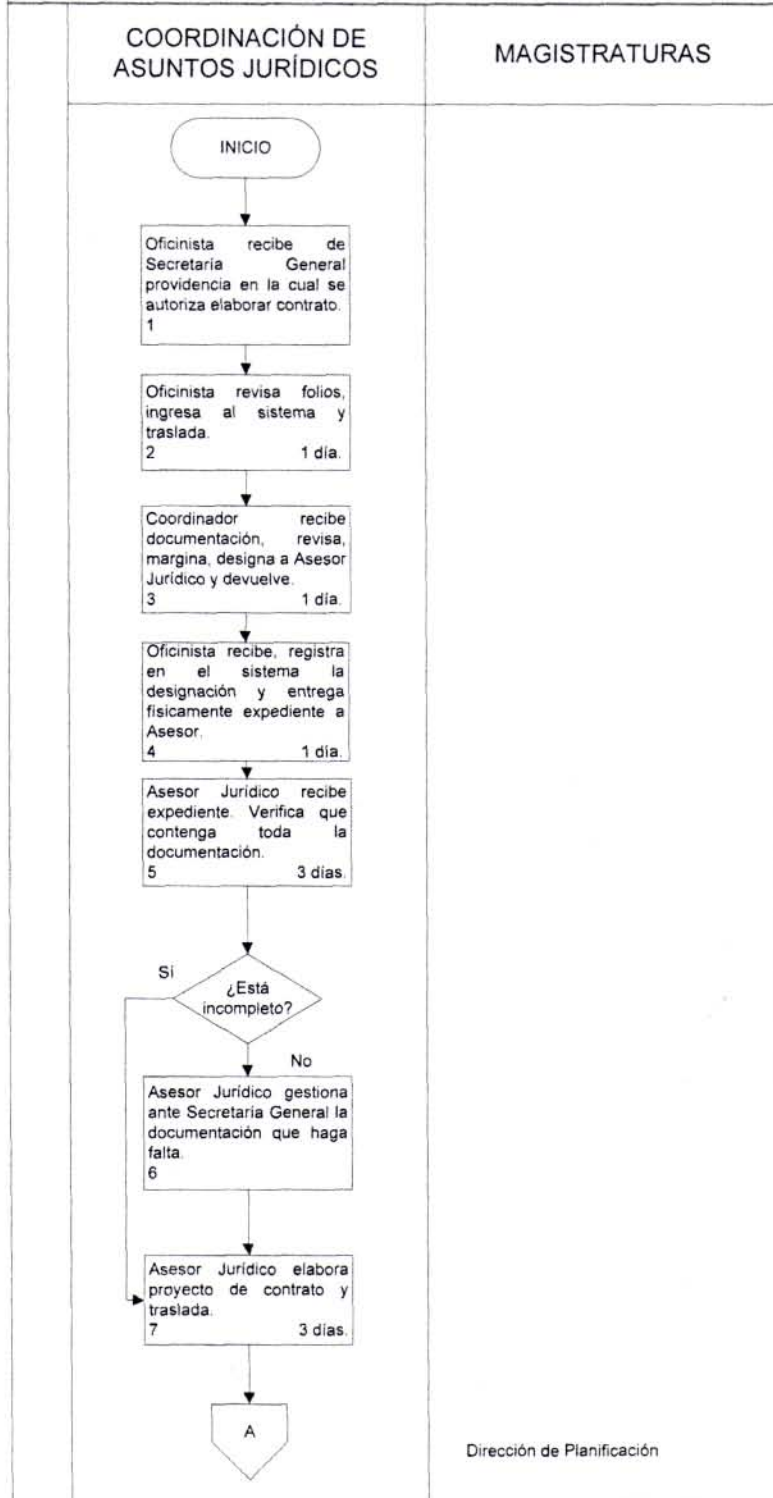 COORDINACIÓN DE
ASUNTOS JURÍDICOS
MAGISTRATURAS
INICIO
Oficinista recibe de
Secretaría General
providencia en la cual se
autoriza elaborar contrato.
1
Oficinista revisa folios,
ingresa al sistema y
traslada.
2 1 día.
Coordinador recibe
documentación, revisa,
margina, designa a Asesor
Jurídico y devuelve.
3 1 día.
Oficinista recibe, registra
en el sistema la
designación y entrega
físicamente expediente a
Asesor.
4 1 día.
Asesor Jurídico recibe
expediente. Verifica que
contenga toda la
documentación.
5 3 días.
Sí
¿Está
incompleto?
No
Asesor Jurídico gestiona
ante Secretaría General la
documentación que haga
falta.
6
Asesor Jurídico elabora
proyecto de contrato y
traslada.
7 3 días.
A
Dirección de Planificación